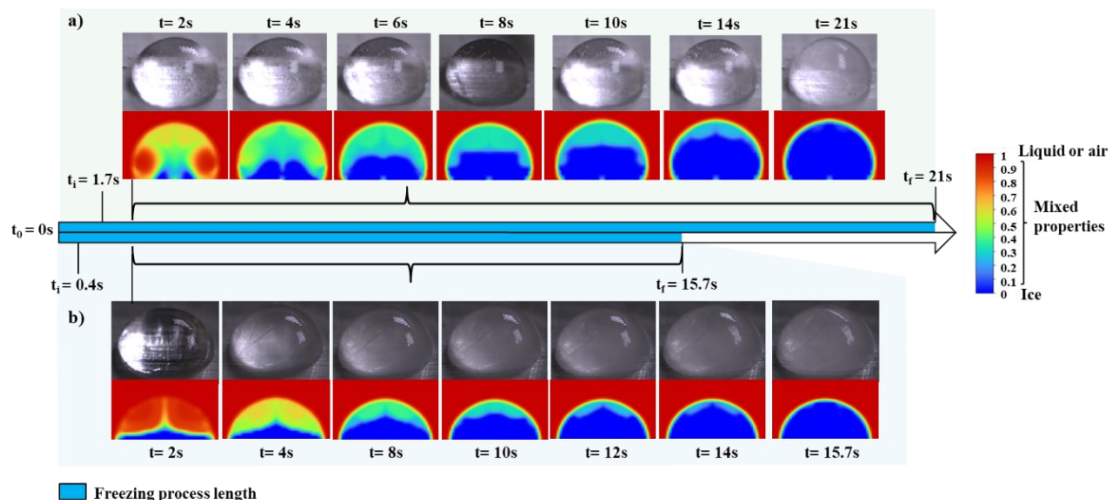 a)
t= 2s t= 4s t= 6s t= 8s t= 10s t= 14s t= 21s
Liquid or air
1
0.9
0.8
0.7
0.6
0.5
0.4
0.3
0.2
0.1
0
Mixed
properties
Ice
tᵢ = 1.7s
t_f = 21s
t₀ = 0s
tᵢ = 0.4s
t_f = 15.7s
b)
t= 2s t= 4s t= 8s t= 10s t= 12s t= 14s t= 15.7s
Freezing process length